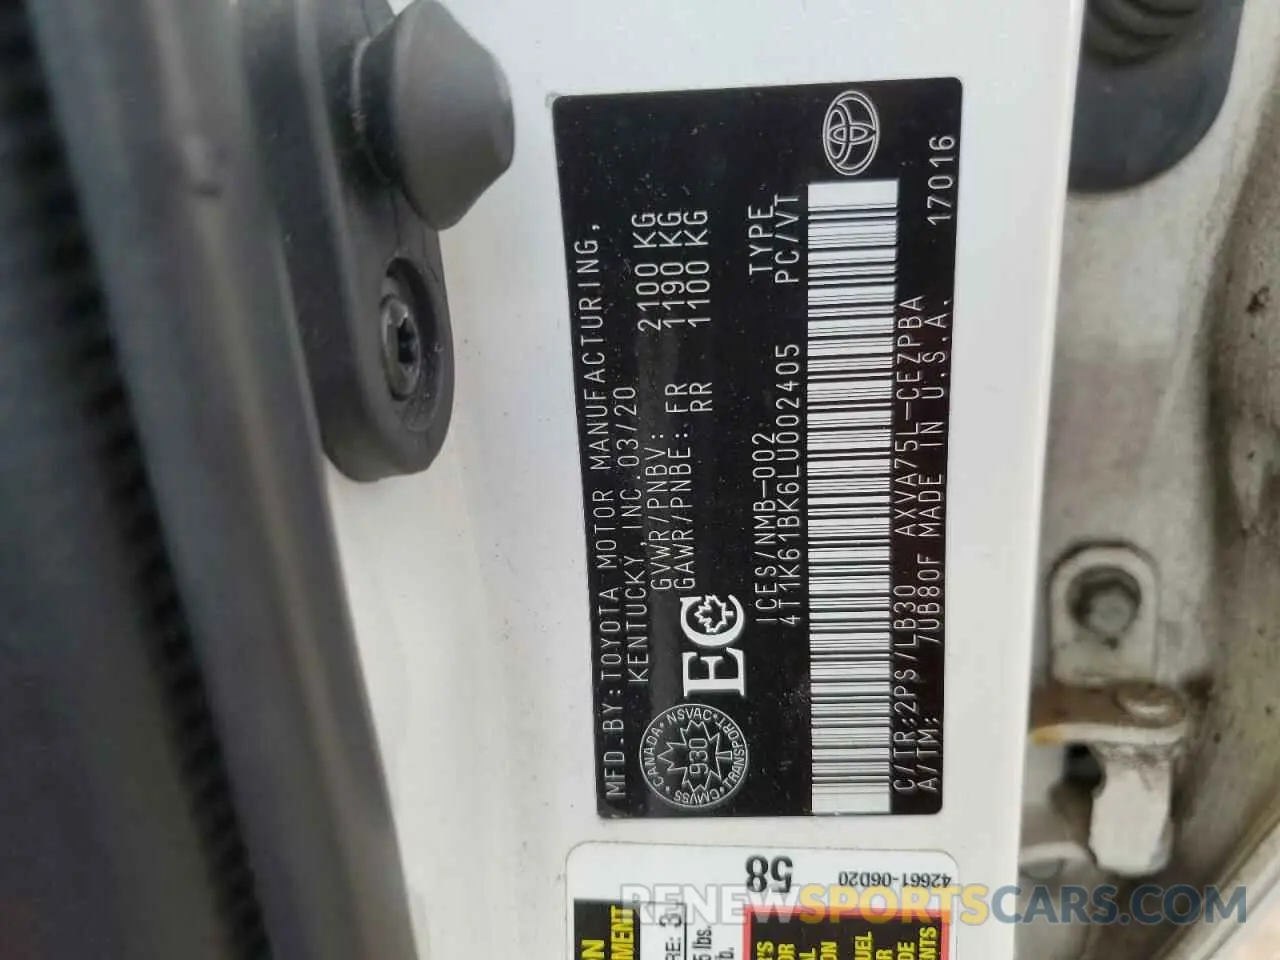 MFD.BY:TOYOTA MOTOR MANUFACTURING,
KENTUCKY,INC.03/20
GVWR/PNBV: 2100 KG
GAWR/PNBE: FR 1190 KG
RR 1100 KG
CANADA • NSVAC •
930
CMVSS • TRANSPORT
EC
ICES/NMB-002 TYPE
4T1K61BK6LU002405 PC/VT
C/TR:2PS/LB30 AXVA75L-CEZPBA 17016
A/TM: 7UB80F MADE IN U.S.A.
58
42661-06D20
RENEWSPORTSCARS.COM